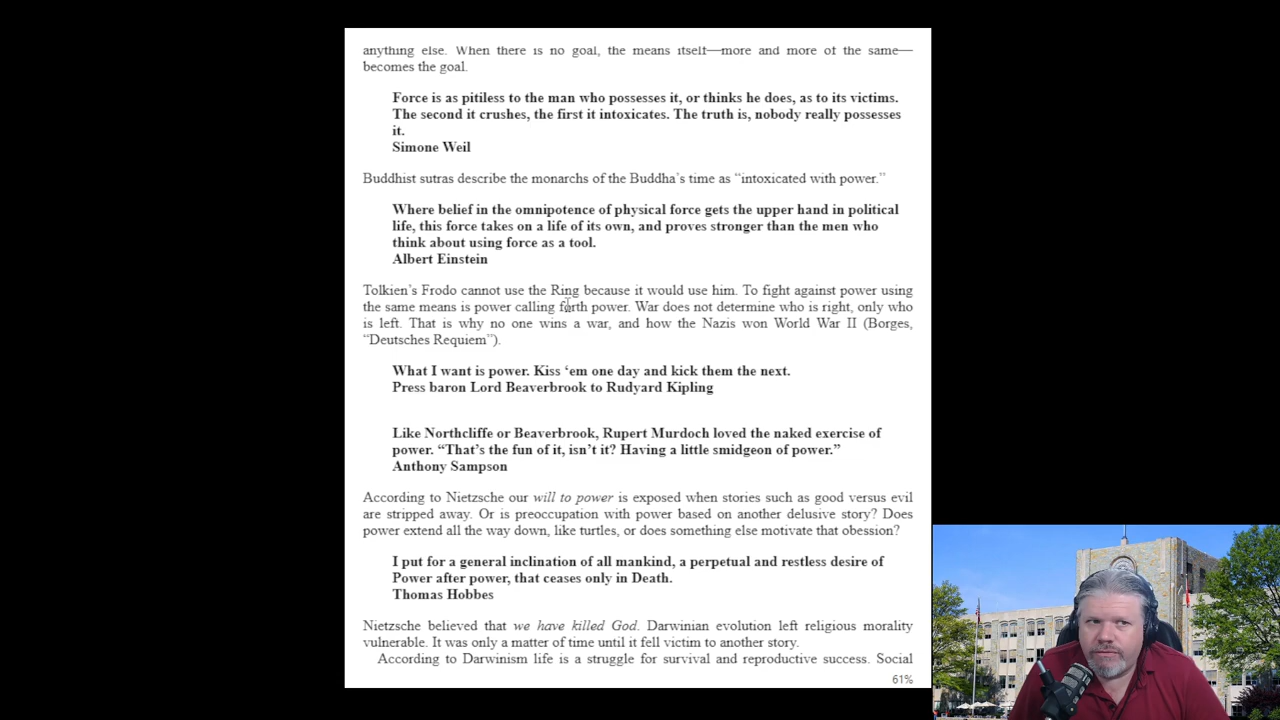 anything else. When there is no goal, the means itself—more and more of the same—
becomes the goal.
Force is as pitiless to the man who possesses it, or thinks he does, as to its victims.
The second it crushes, the first it intoxicates. The truth is, nobody really possesses
it.
Simone Weil
Buddhist sutras describe the monarchs of the Buddha’s time as “intoxicated with power.”
Where belief in the omnipotence of physical force gets the upper hand in political
life, this force takes on a life of its own, and proves stronger than the men who
think about using force as a tool.
Albert Einstein
Tolkien’s Frodo cannot use the Ring because it would use him. To fight against power using
the same means is power calling forth power. War does not determine who is right, only who
is left. That is why no one wins a war, and how the Nazis won World War II (Borges,
“Deutsches Requiem”).
What I want is power. Kiss ‘em one day and kick them the next.
Press baron Lord Beaverbrook to Rudyard Kipling
Like Northcliffe or Beaverbrook, Rupert Murdoch loved the naked exercise of
power. “That’s the fun of it, isn’t it? Having a little smidgeon of power.”
Anthony Sampson
According to Nietzsche our will to power is exposed when stories such as good versus evil
are stripped away. Or is preoccupation with power based on another delusive story? Does
power extend all the way down, like turtles, or does something else motivate that obession?
I put for a general inclination of all mankind, a perpetual and restless desire of
Power after power, that ceases only in Death.
Thomas Hobbes
Nietzsche believed that we have killed God. Darwinian evolution left religious morality
vulnerable. It was only a matter of time until it fell victim to another story.
According to Darwinism life is a struggle for survival and reproductive success. Social
61%